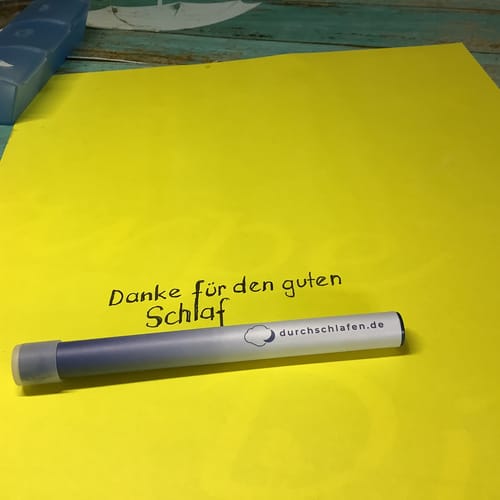 Danke für den guten
Schlaf
durchschlafen.de